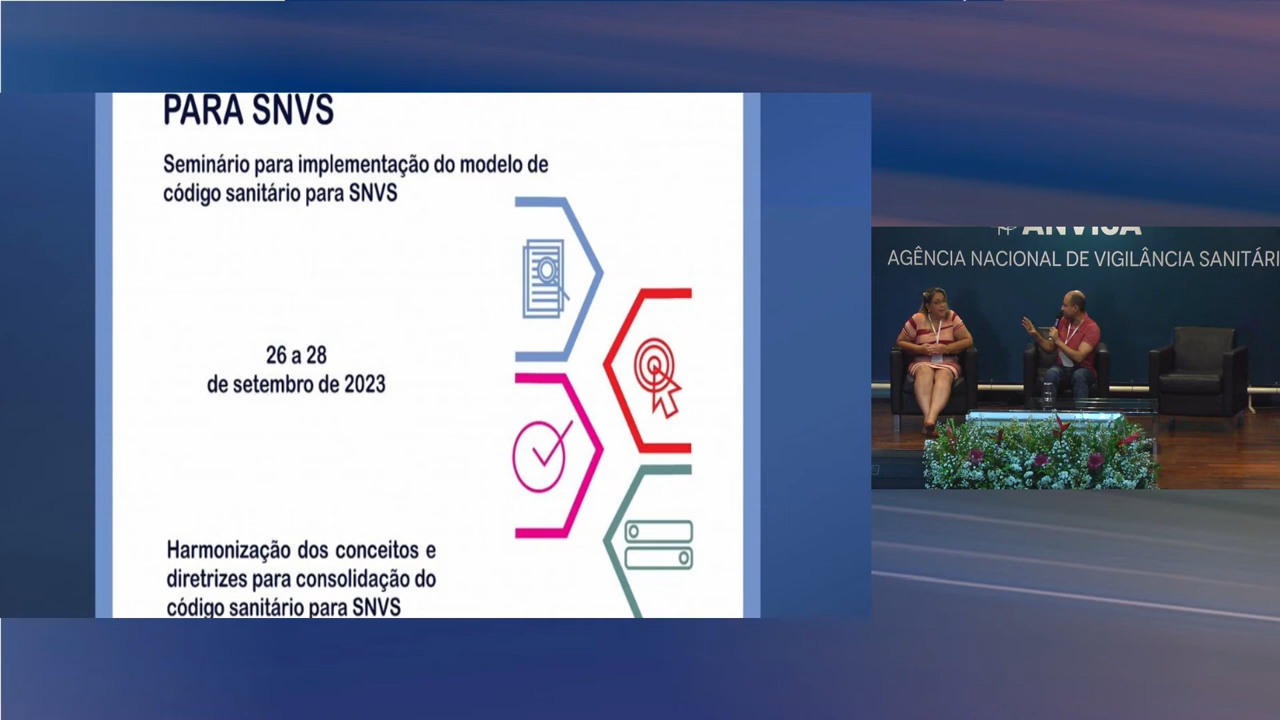 PARA SNVS
Seminário para implementação do modelo de
código sanitário para SNVS
26 a 28
de setembro de 2023
Harmonização dos conceitos e
diretrizes para consolidação do
código sanitário para SNVS
ANVISA
AGÊNCIA NACIONAL DE VIGILÂNCIA SANITÁRI